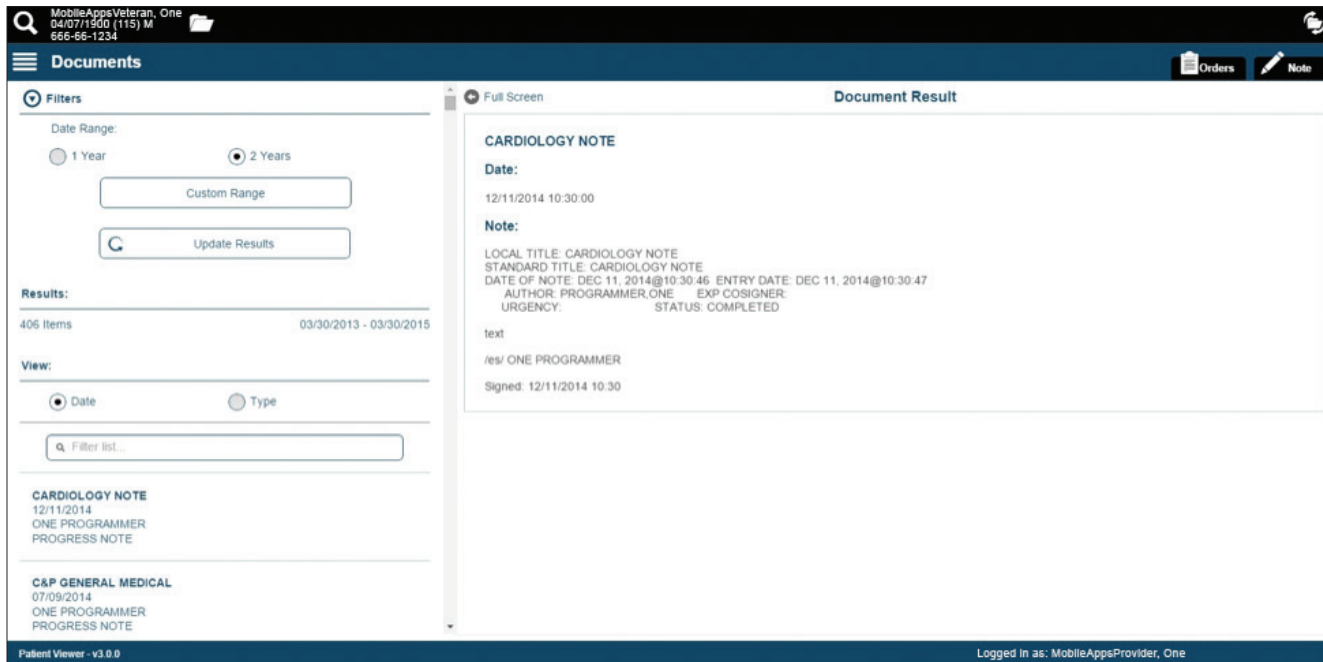 MobileAppsVeteran, One
04/07/1900 (115) M
666-66-1234
Documents
Orders
Note
Filters
Date Range:
1 Year
2 Years
Custom Range
Update Results
Results:
406 Items
03/30/2013 - 03/30/2015
View:
Date
Type
Filter list...
CARDIOLOGY NOTE
12/11/2014
ONE PROGRAMMER
PROGRESS NOTE
C&P GENERAL MEDICAL
07/09/2014
ONE PROGRAMMER
PROGRESS NOTE
Full Screen
Document Result
CARDIOLOGY NOTE
Date:
12/11/2014 10:30:00
Note:
LOCAL TITLE: CARDIOLOGY NOTE
STANDARD TITLE: CARDIOLOGY NOTE
DATE OF NOTE: DEC 11, 2014@10:30:46 ENTRY DATE: DEC 11, 2014@10:30:47
AUTHOR: PROGRAMMER,ONE EXP COSIGNER:
URGENCY: STATUS: COMPLETED
text
/es/ ONE PROGRAMMER
Signed: 12/11/2014 10:30
Patient Viewer - v3.0.0
Logged in as: MobileAppsProvider, One